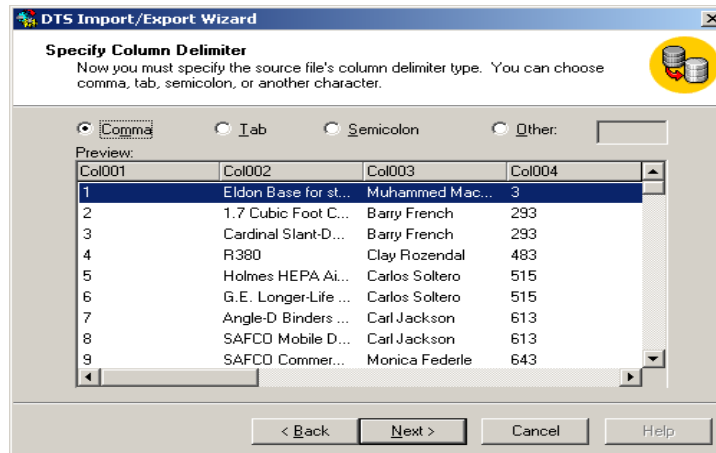 DTS Import/Export Wizard
Specify Column Delimiter
Now you must specify the source file's column delimiter type. You can choose
comma, tab, semicolon, or another character.
Comma Tab Semicolon Other:
Preview:
Col001 Col002 Col003 Col004
1 Eldon Base for st... Muhammed Mac... 3
2 1.7 Cubic Foot C... Barry French 293
3 Cardinal Slant-D... Barry French 293
4 R380 Clay Rozendal 483
5 Holmes HEPA Ai... Carlos Soltero 515
6 G.E. Longer-Life ... Carlos Soltero 515
7 Angle-D Binders ... Carl Jackson 613
8 SAFCO Mobile D... Carl Jackson 613
9 SAFCO Commer... Monica Federle 643
< Back Next > Cancel Help